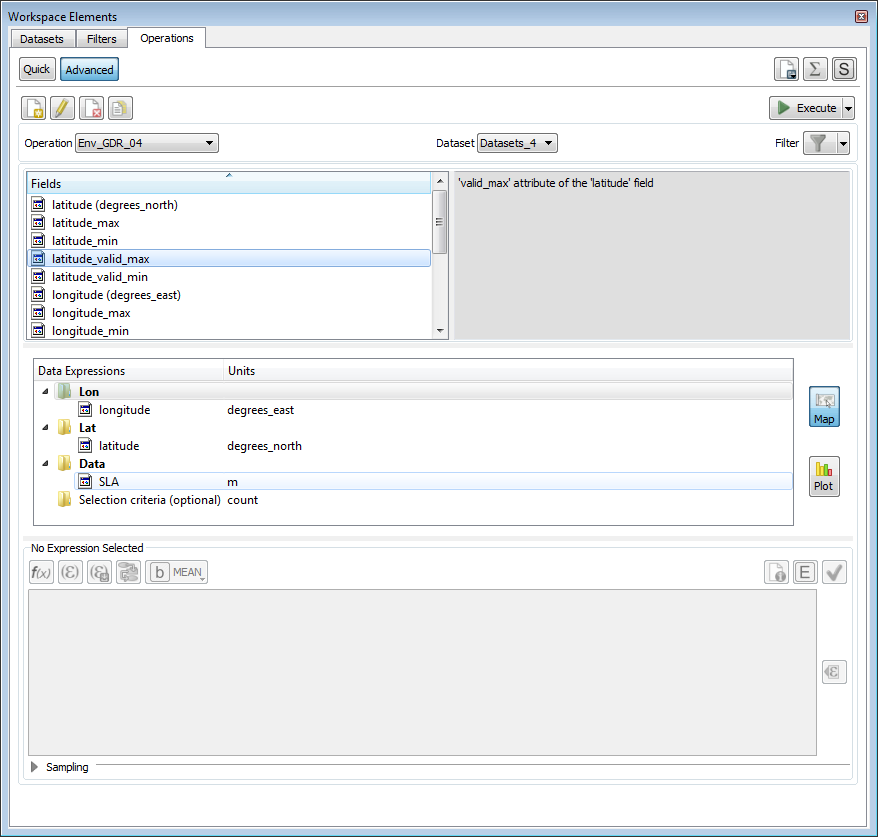 Workspace Elements
Datasets Filters Operations
Quick Advanced Σ S
Execute
Operation Env_GDR_04 Dataset Datasets_4 Filter
Fields 'valid_max' attribute of the 'latitude' field
latitude (degrees_north)
latitude_max
latitude_min
latitude_valid_max
latitude_valid_min
longitude (degrees_east)
longitude_max
longitude_min
Data Expressions Units
Lon
longitude degrees_east
Map
Lat
latitude degrees_north
Data
SLA m
Plot
Selection criteria (optional) count
No Expression Selected
f(x) (Ɛ) (Ɛ) b MEAN E
Ɛ
Sampling